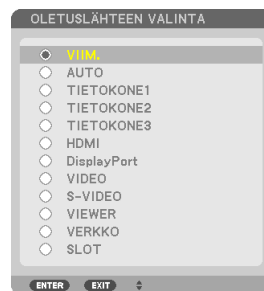 OLETUSLÄHTEEN VALINTA
VIIM.
AUTO
TIETOKONE1
TIETOKONE2
TIETOKONE3
HDMI
DisplayPort
VIDEO
S-VIDEO
VIEWER
VERKKO
SLOT
ENTER EXIT